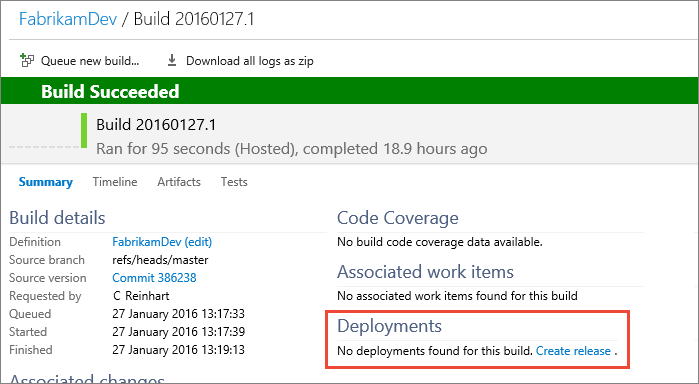 FabrikamDev / Build 20160127.1
Queue new build... Download all logs as zip
Build Succeeded
Build 20160127.1
Ran for 95 seconds (Hosted), completed 18.9 hours ago
Summary Timeline Artifacts Tests
Build details
Definition FabrikamDev (edit)
Source branch refs/heads/master
Source version Commit 386238
Requested by C Reinhart
Queued 27 January 2016 13:17:33
Started 27 January 2016 13:17:39
Finished 27 January 2016 13:19:13
Associated changes
Code Coverage
No build code coverage data available.
Associated work items
No associated work items found for this build
Deployments
No deployments found for this build. Create release .